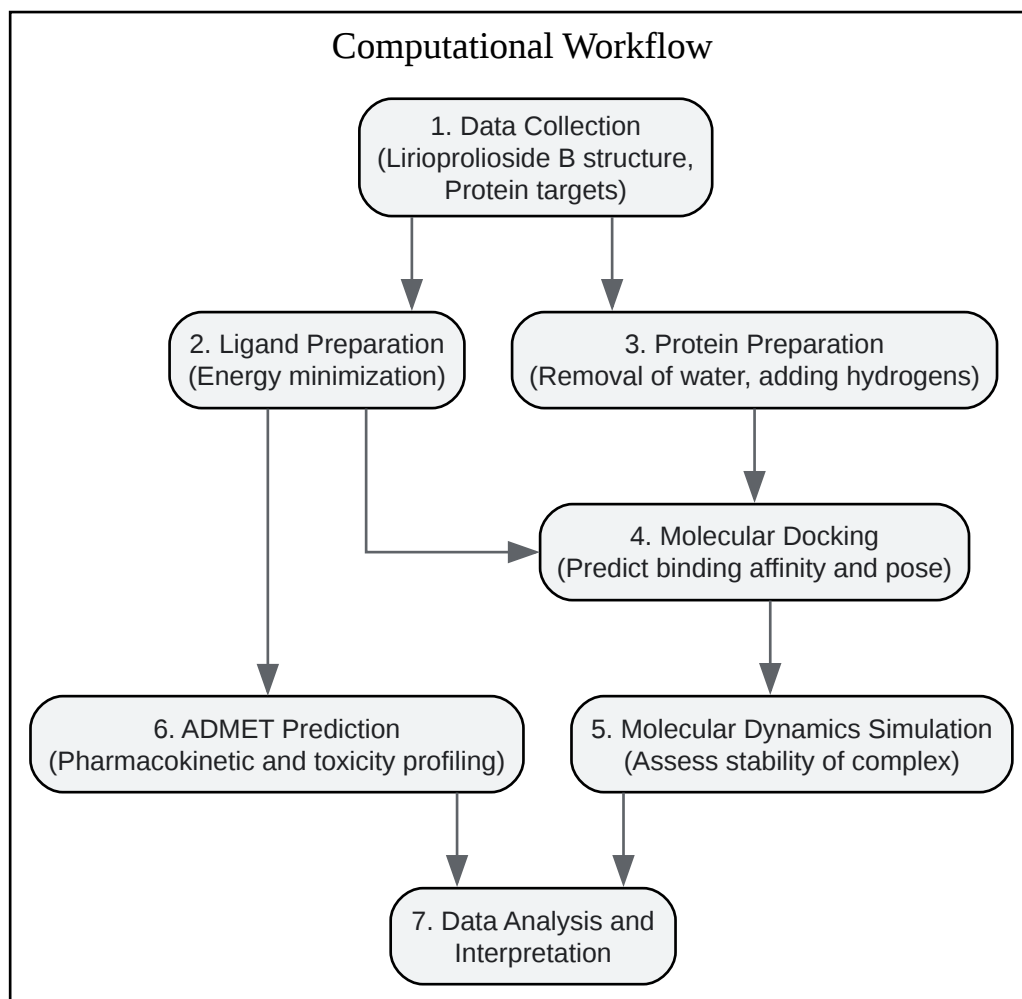 Computational Workflow
1. Data Collection
(Lirioprolioside B structure,
Protein targets)
2. Ligand Preparation
(Energy minimization)
3. Protein Preparation
(Removal of water, adding hydrogens)
4. Molecular Docking
(Predict binding affinity and pose)
6. ADMET Prediction
(Pharmacokinetic and toxicity profiling)
5. Molecular Dynamics Simulation
(Assess stability of complex)
7. Data Analysis and
Interpretation